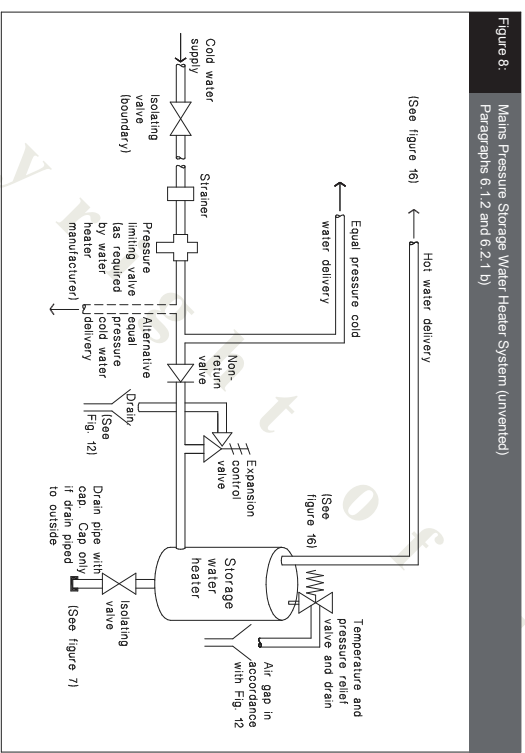 Figure 8:
Mains Pressure Storage Water Heater System (unvented)
Paragraphs 6.1.2 and 6.2.1 b)
(See figure 16)
Hot water delivery
Equal pressure cold
water delivery
Cold water
supply
Isolating
valve
(boundary)
Strainer
Pressure
limiting valve
(as required
by water
heater
manufacturer)
Alternative
equal
pressure
cold water
delivery
Non-
return
valve
Drain
(See
Fig. 12)
Expansion
control
valve
(See
figure 16)
Temperature and
pressure relief
valve and drain
Storage
water
heater
Air gap in
accordance
with Fig. 12
Drain pipe with
cap. Cap only
if drain piped
to outside
Isolating
valve
(See figure 7)
y r i g h t o f